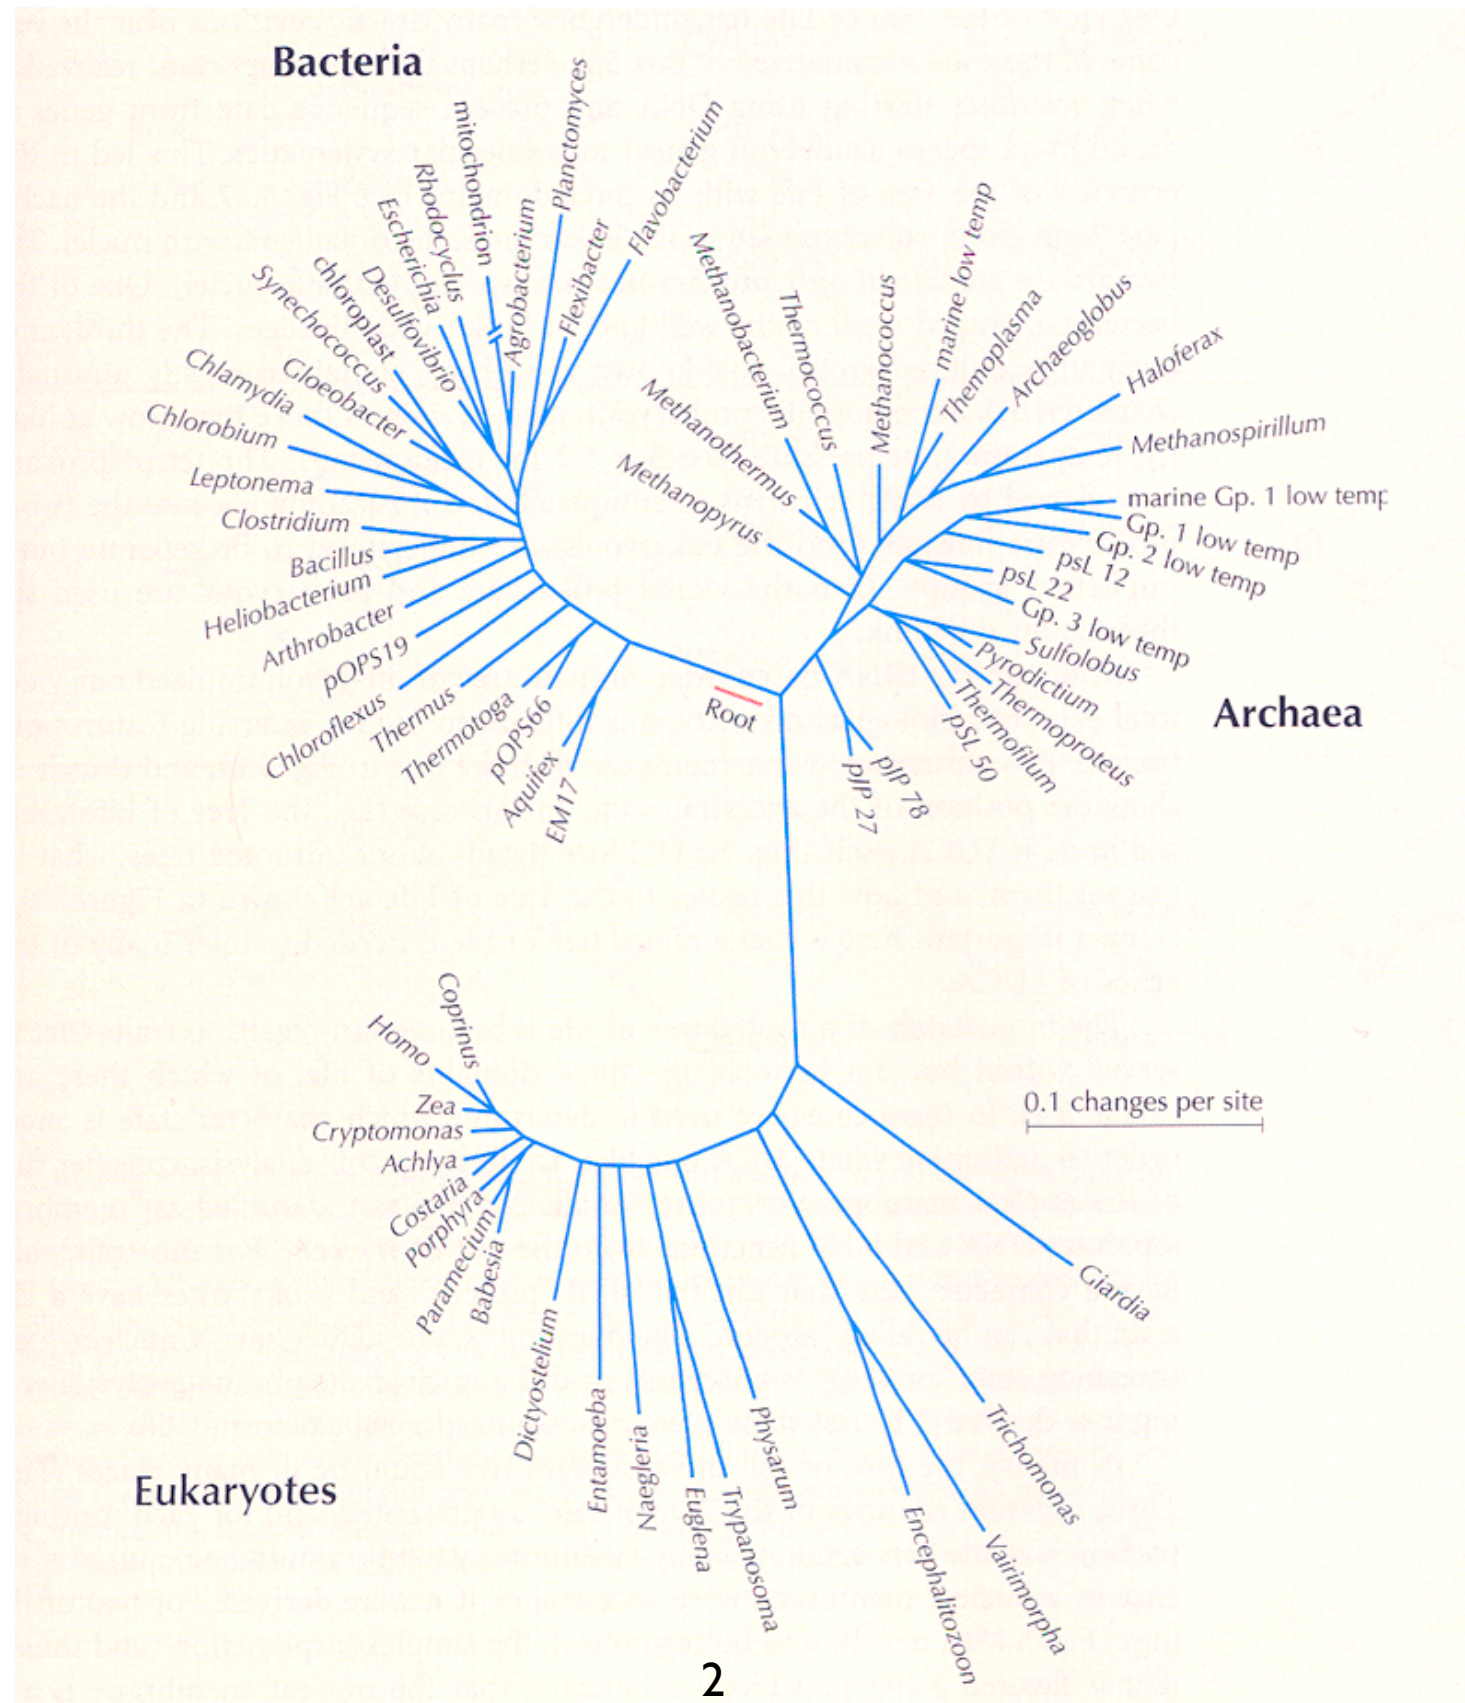 Bacteria
Planctomyces
mitochondrion
Flavobacterium
Rhodocyclus
Escherichia
Agrobacterium
Flexibacter
Desulfovibrio
chloroplast
Synechococcus
Gloeobacter
Chlamydia
Chlorobium
Leptonema
Clostridium
Bacillus
Heliobacterium
Arthrobacter
pOPS19
Chloroflexus
Thermus
Thermotoga
pOPS66
Aquifex
EM17
Root
Methanopyrus
Methanothermus
Methanobacterium
Thermococcus
Methanococcus
marine low temp
Themoplasma
Archaeoglobus
Haloferax
Methanospirillum
marine Gp. 1 low temp
Gp. 1 low temp
Gp. 2 low temp
psL 12
psL 22
Gp. 3 low temp
Sulfolobus
Pyrodictium
Thermoproteus
Thermofilum
pSL 50
pJP 78
pJP 27
Archaea
Coprinus
Homo
Zea
Cryptomonas
Achlya
Costaria
Porphyra
Paramecium
Babesia
Dictyostelium
Entamoeba
Naegleria
Euglena
Trypanosoma
Physarum
Encephalitozoon
Vairimorpha
Trichomonas
Giardia
0.1 changes per site
Eukaryotes
2